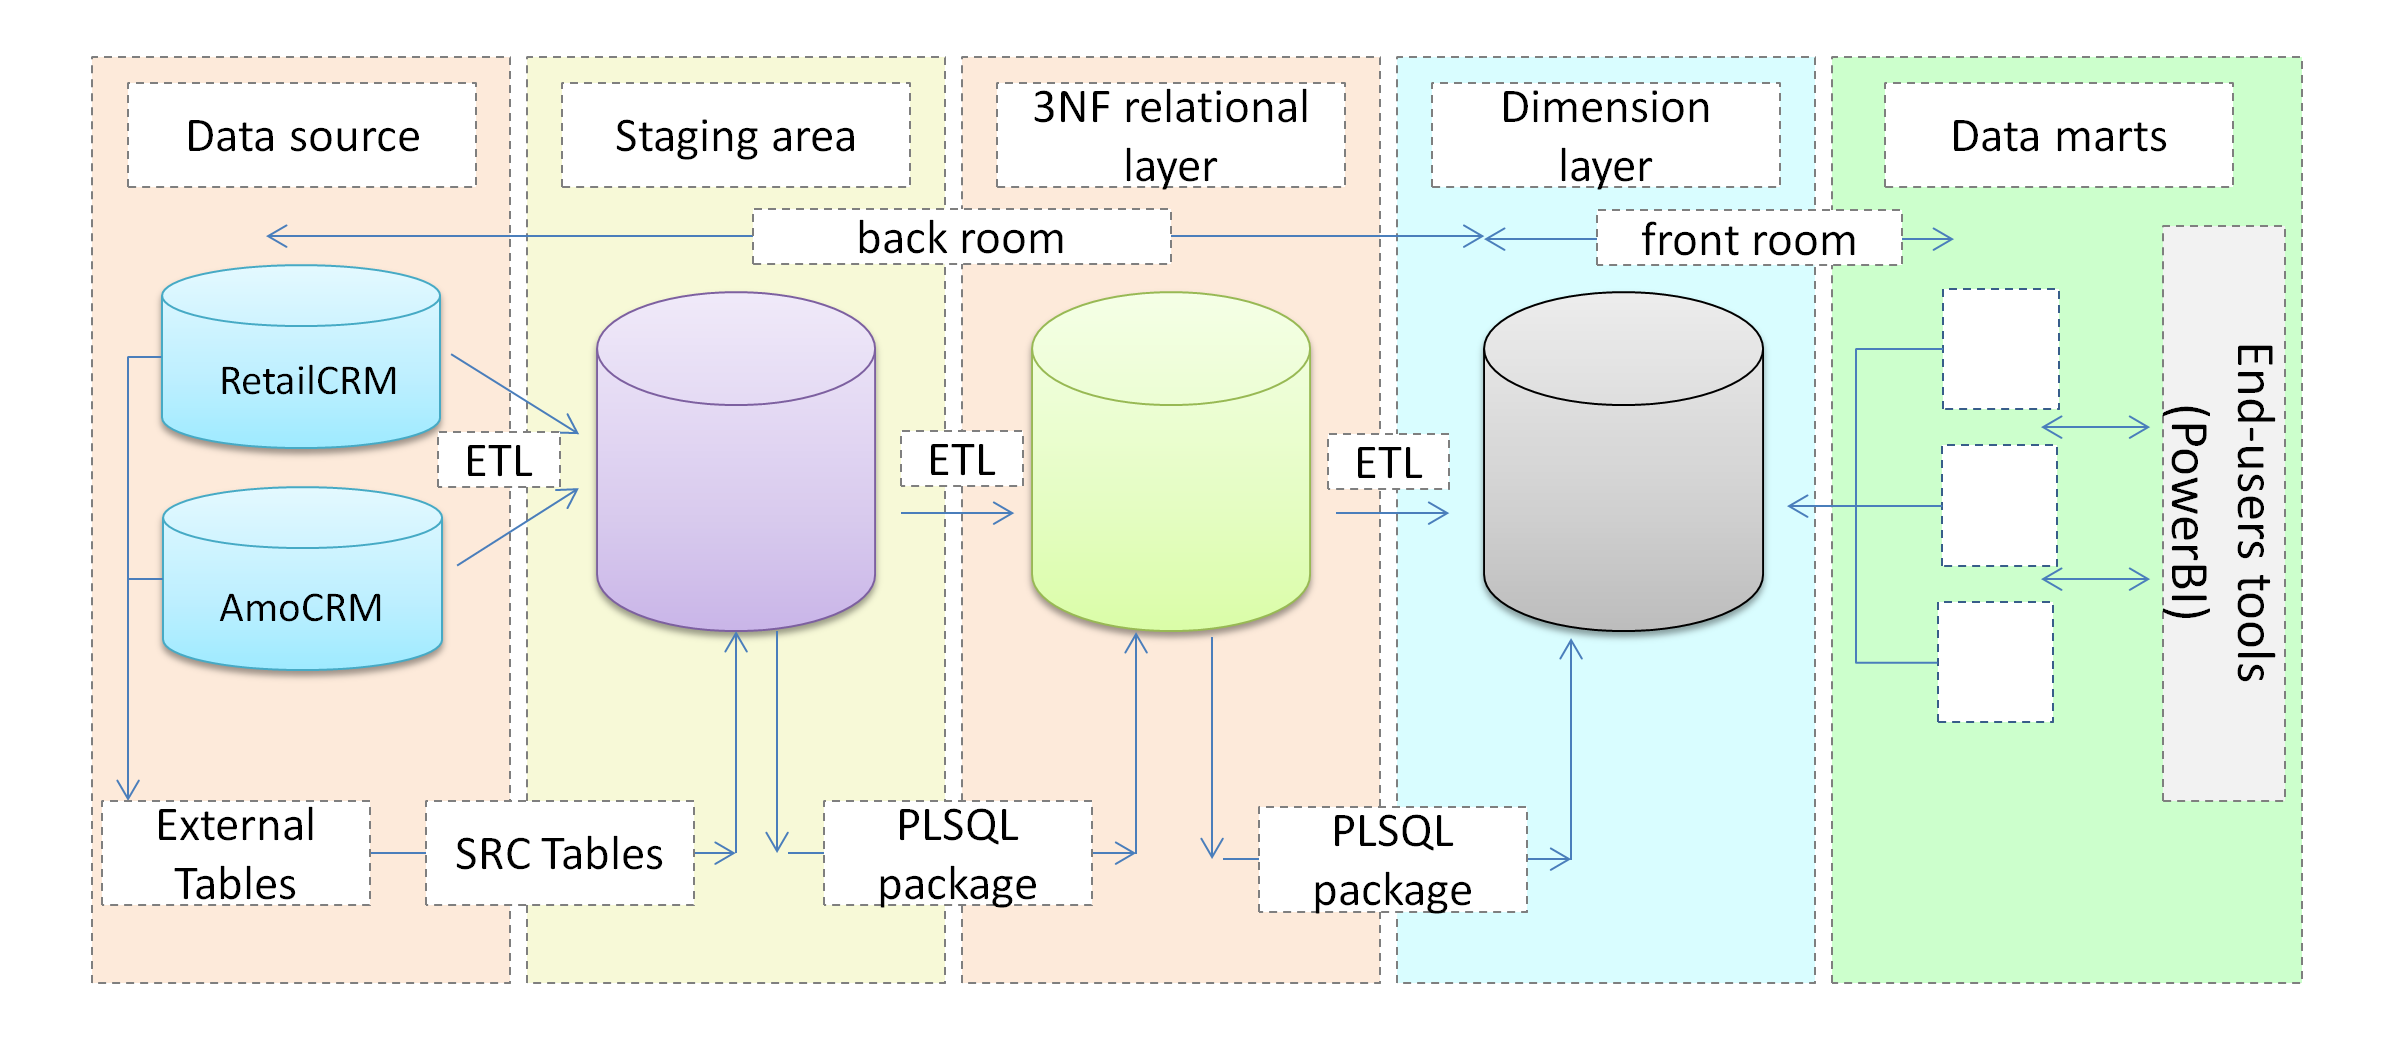 Data source
Staging area
3NF relational
layer
Dimension
layer
Data marts
back room
front room
RetailCRM
AmoCRM
ETL
ETL
ETL
End-users tools
(PowerBI)
External
Tables
SRC Tables
PLSQL
package
PLSQL
package